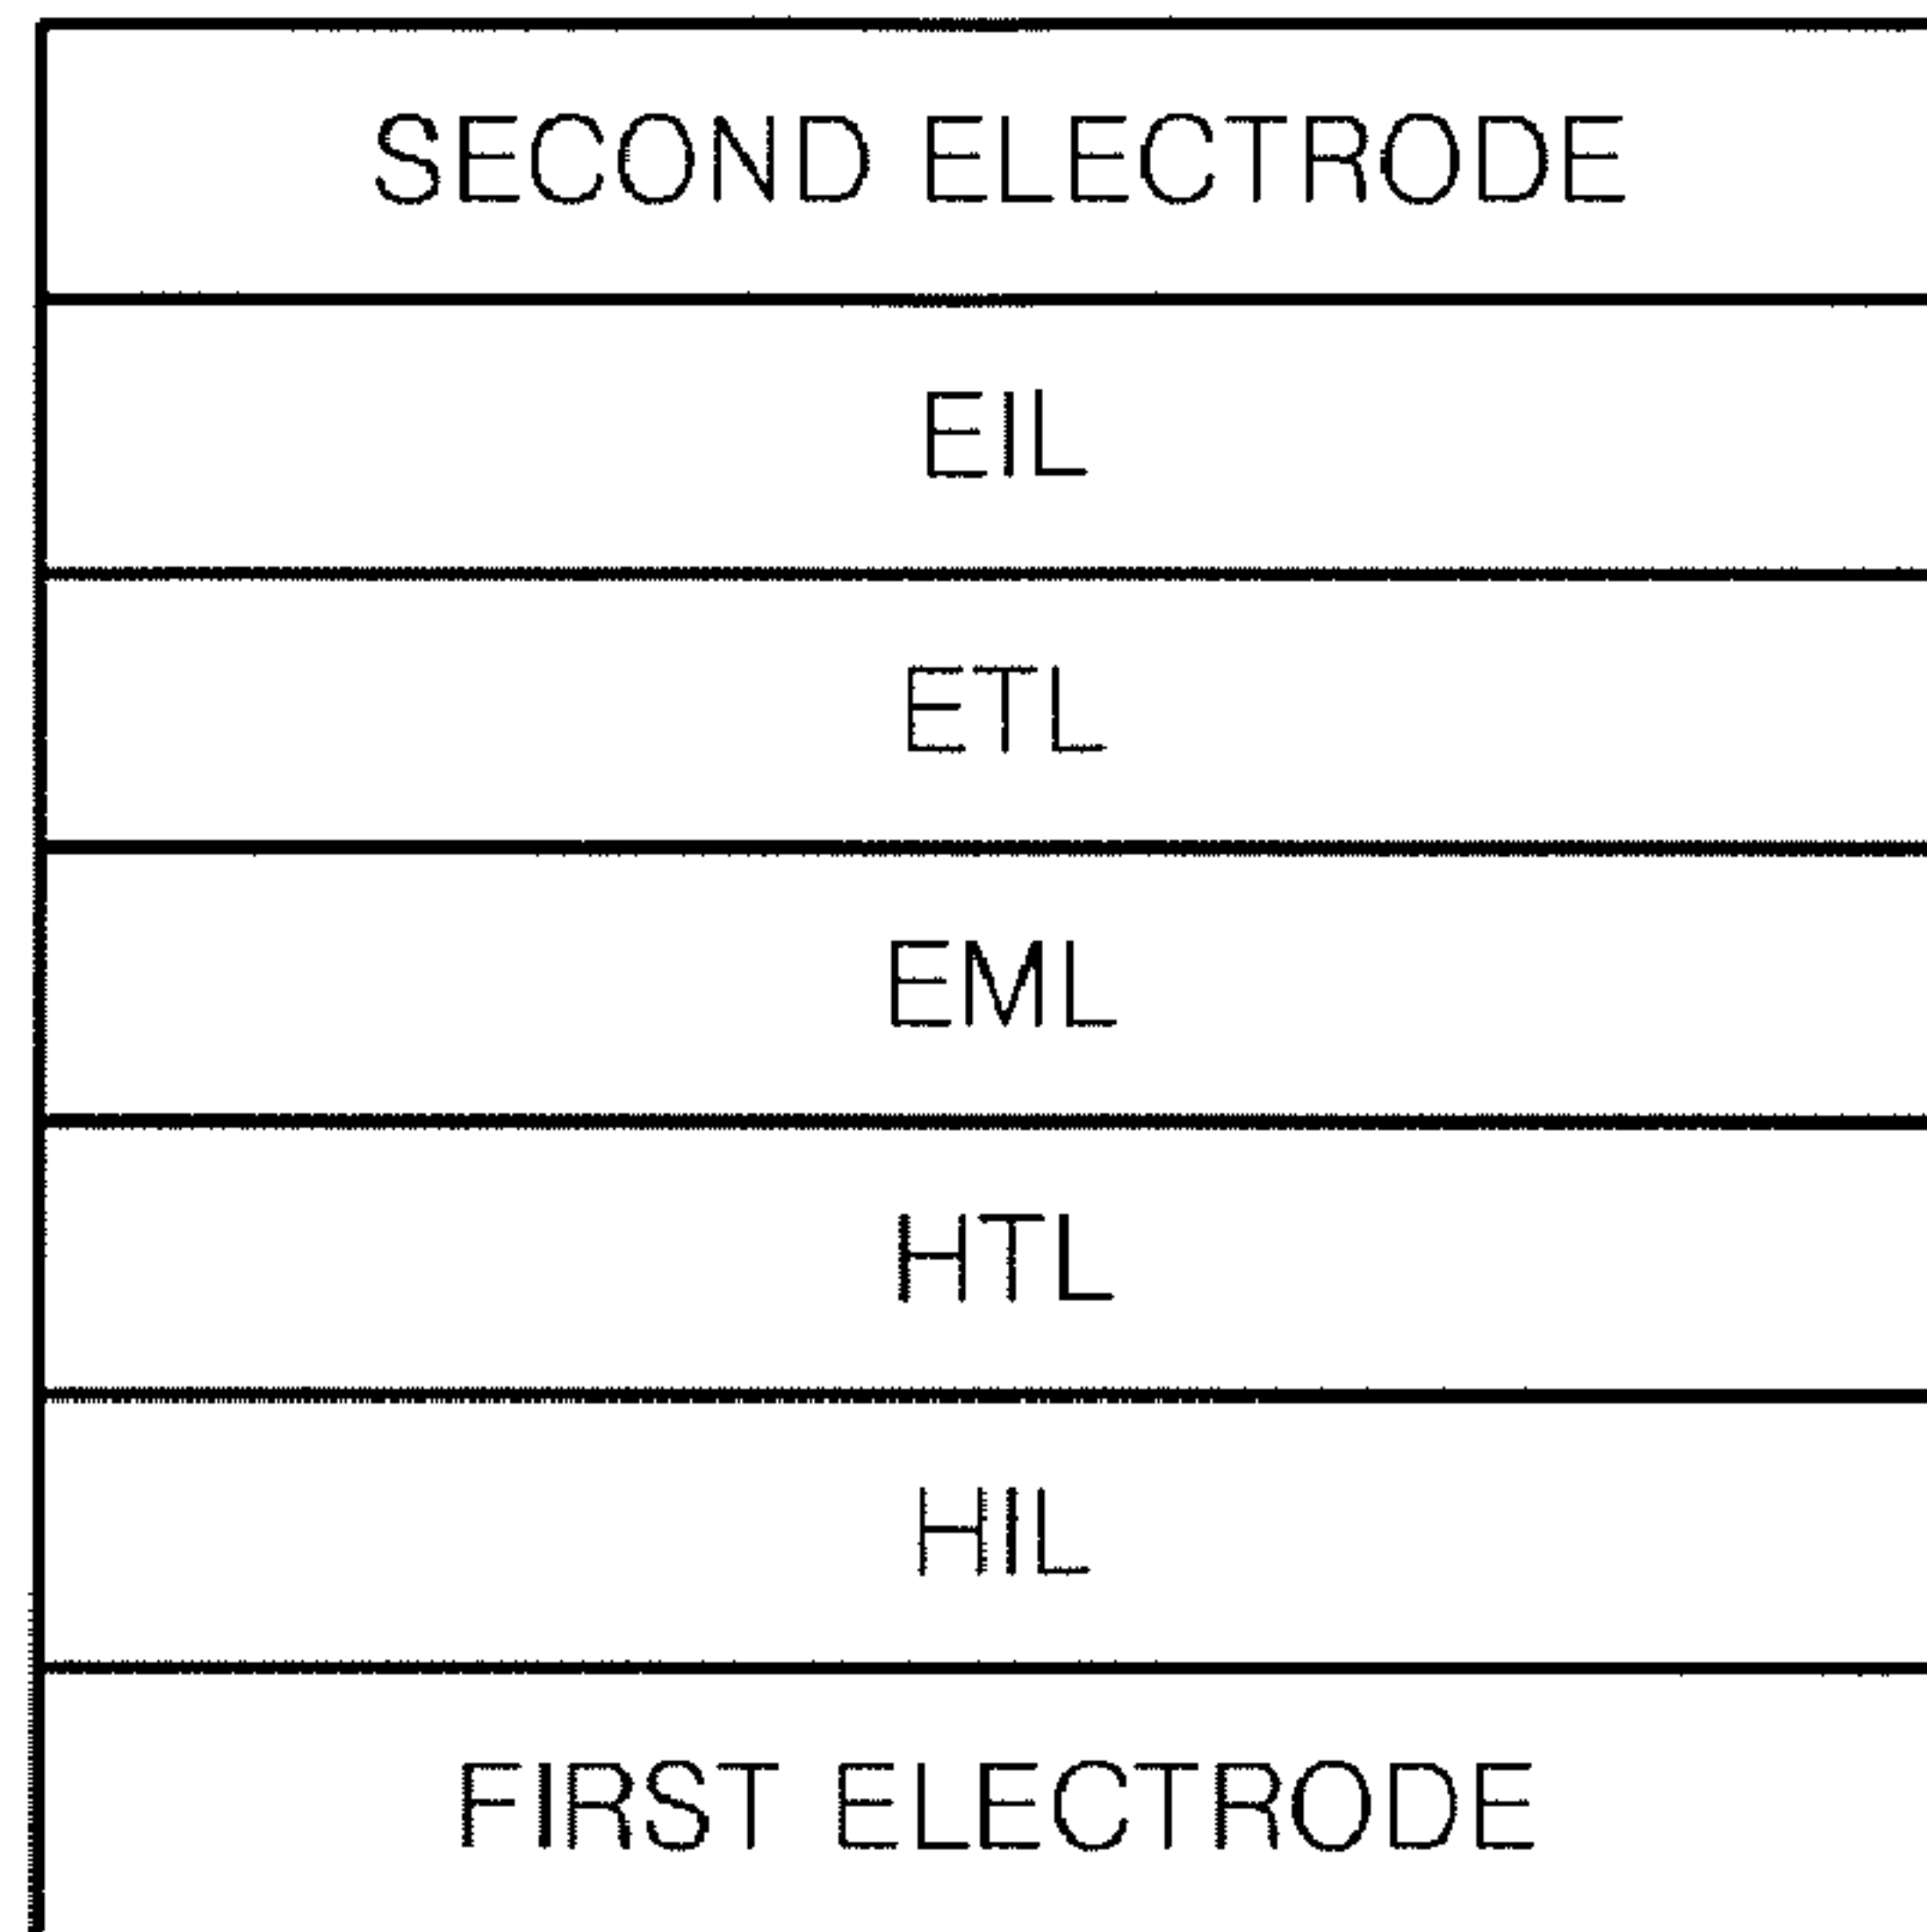 SECOND ELECTRODE
EIL
ETL
EML
HTL
HIL
FIRST ELECTRODE